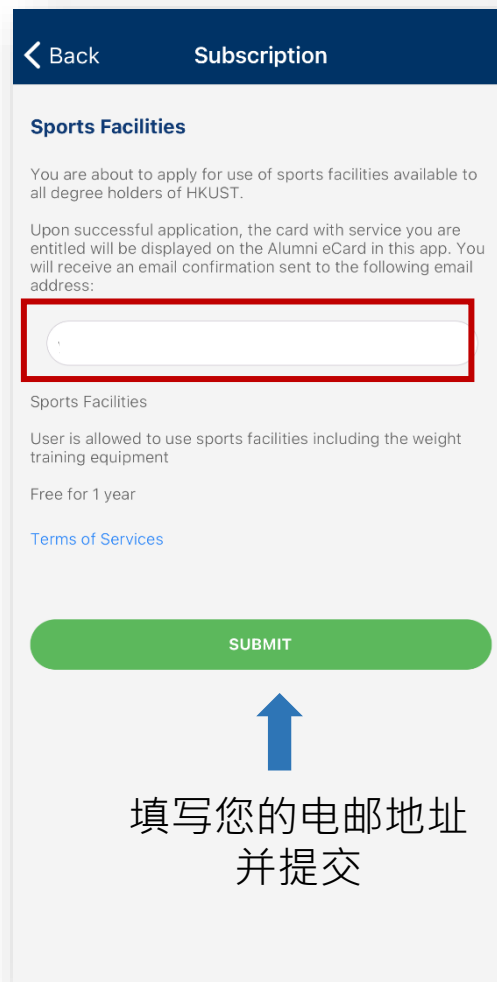 Back
Subscription
Sports Facilities
You are about to apply for use of sports facilities available to
all degree holders of HKUST.
Upon successful application, the card with service you are
entitled will be displayed on the Alumni eCard in this app. You
will receive an email confirmation sent to the following email
address:
Sports Facilities
User is allowed to use sports facilities including the weight
training equipment
Free for 1 year
Terms of Services
SUBMIT
填写您的电邮地址
并提交